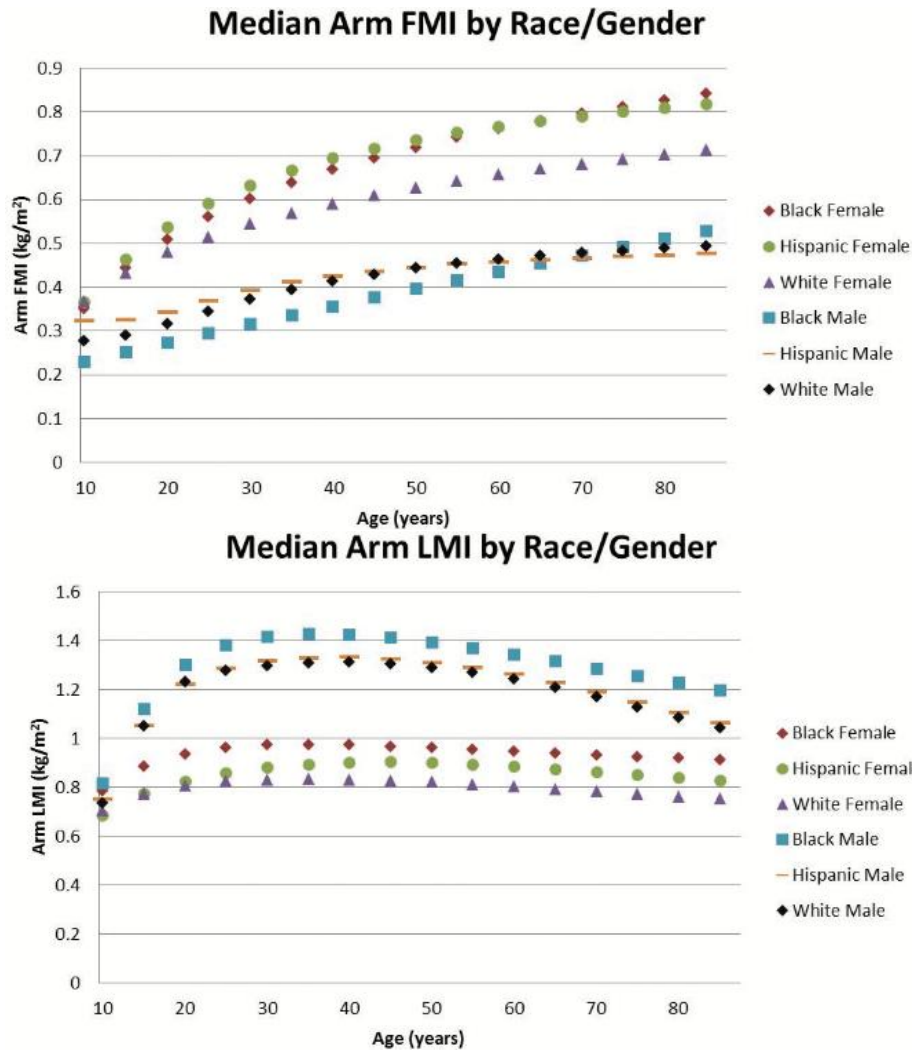 Median Arm FMI by Race/Gender
0.9
0.8
0.7
0.6
0.5
0.4
0.3
0.2
0.1
0
Arm FMI (kg/m²)
10 20 30 40 50 60 70 80
Age (years)
Black Female
Hispanic Female
White Female
Black Male
Hispanic Male
White Male
Median Arm LMI by Race/Gender
1.6
1.4
1.2
1
0.8
0.6
0.4
0.2
0
Arm LMI (kg/m²)
10 20 30 40 50 60 70 80
Age (years)
Black Female
Hispanic Femal
White Female
Black Male
Hispanic Male
White Male